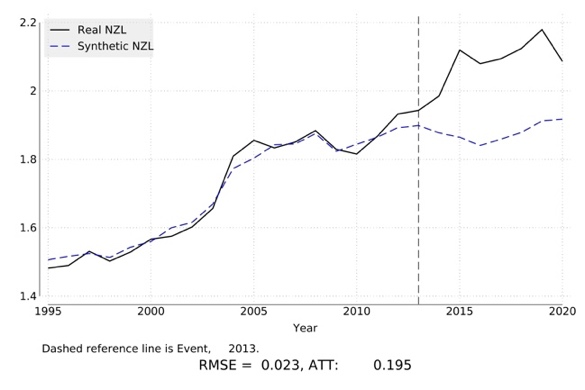 2.2
Real NZL
Synthetic NZL
2
1.8
1.6
1.4
1995 2000 2005 2010 2015 2020
Year
Dashed reference line is Event, 2013.
RMSE = 0.023, ATT: 0.195